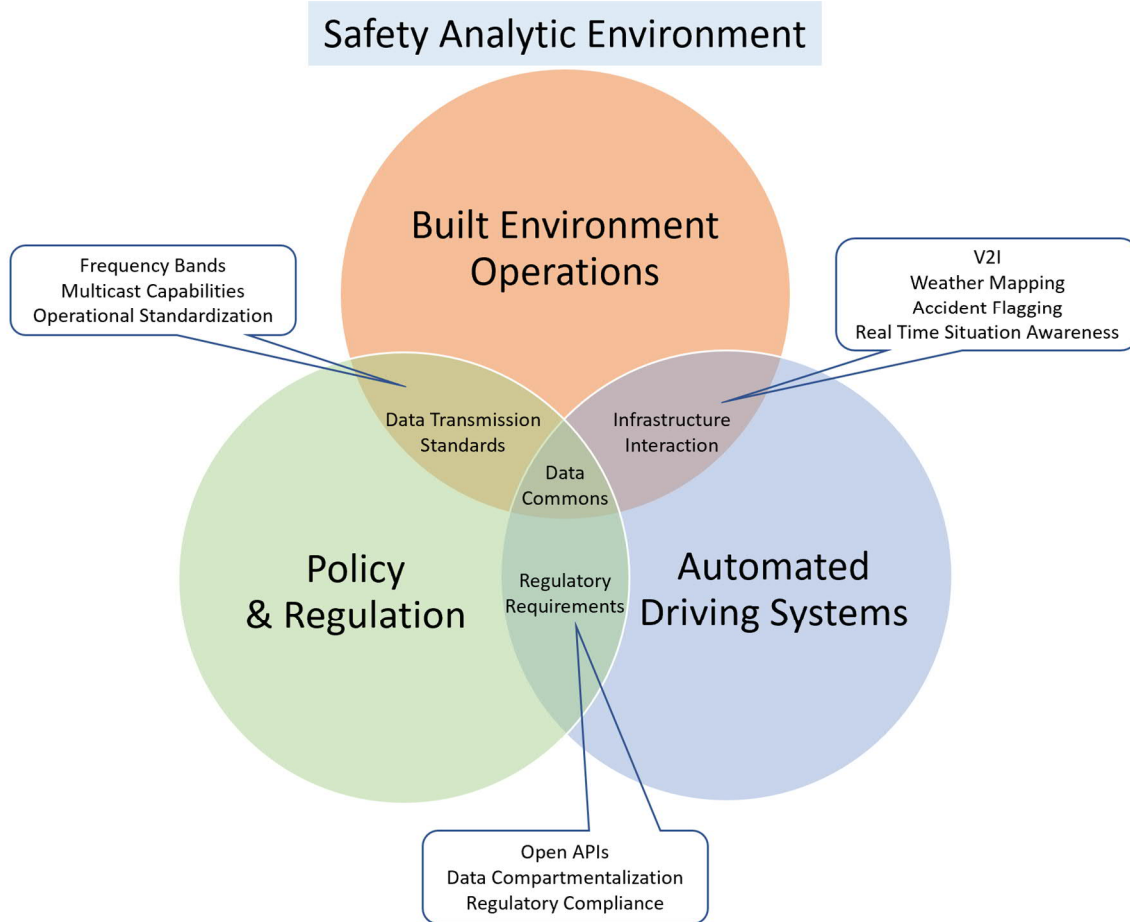 Safety Analytic Environment
Built Environment
Operations
Frequency Bands
Multicast Capabilities
Operational Standardization
V2I
Weather Mapping
Accident Flagging
Real Time Situation Awareness
Data Transmission
Standards
Infrastructure
Interaction
Data
Commons
Policy
& Regulation
Regulatory
Requirements
Automated
Driving Systems
Open APIs
Data Compartmentalization
Regulatory Compliance